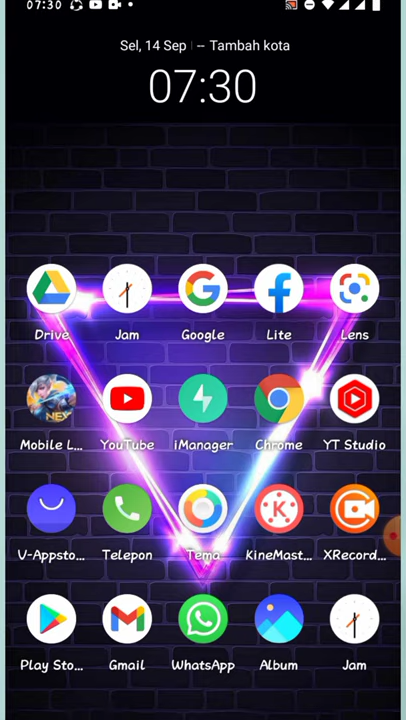 07:30
Sel, 14 Sep | -- Tambah kota
07:30
Drive Jam Google Lite Lens
Mobile L... YouTube iManager Chrome YT Studio
V-Appsto... Telepon Tema KineMast... XRecord...
Play Sto... Gmail WhatsApp Album Jam